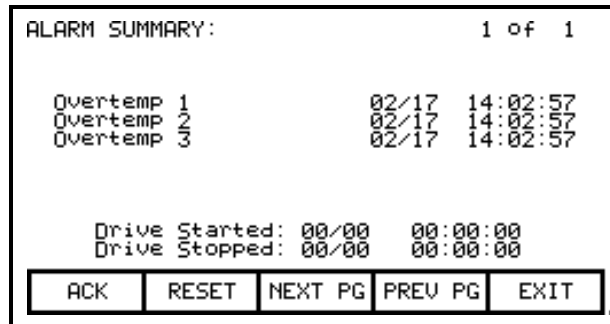 ALARM SUMMARY: 1 of 1
Overtemp 1 02/17 14:02:57
Overtemp 2 02/17 14:02:57
Overtemp 3 02/17 14:02:57
Drive Started: 00/00 00:00:00
Drive Stopped: 00/00 00:00:00
ACK RESET NEXT PG PREV PG EXIT